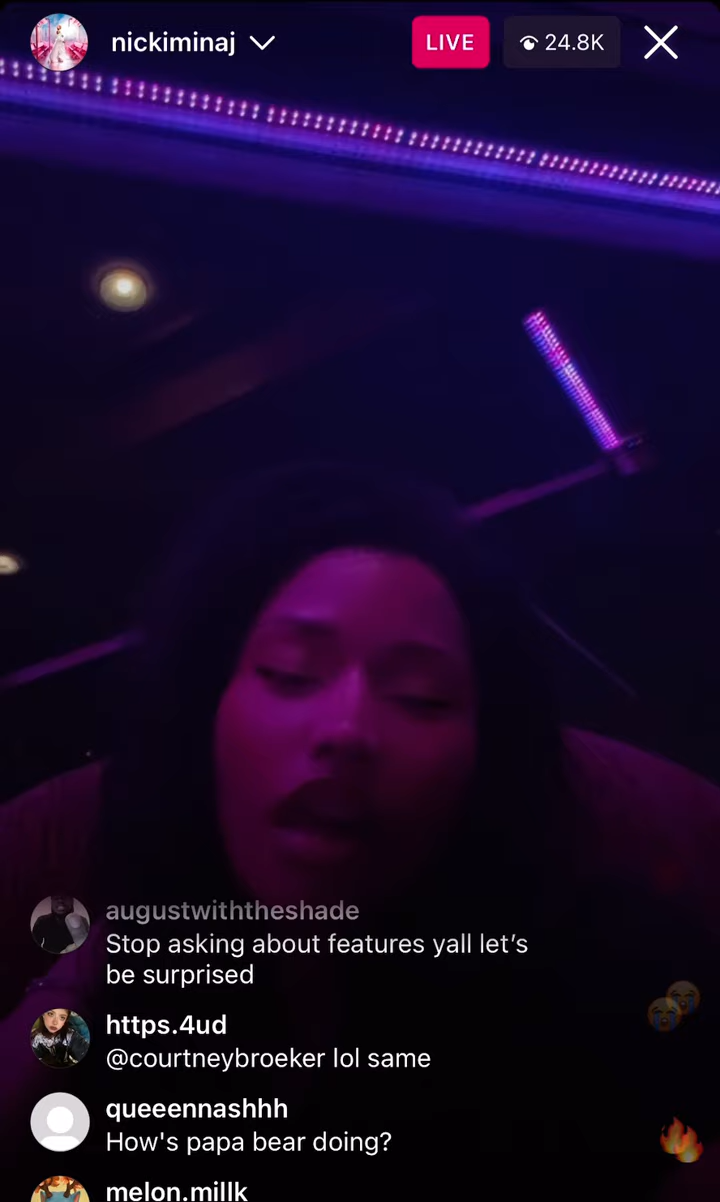 nickiminaj
LIVE
24.8K
augustwiththeshade
Stop asking about features yall let’s
be surprised
https.4ud
@courtneybroeker lol same
queeennashhh
How's papa bear doing?
melon.millk